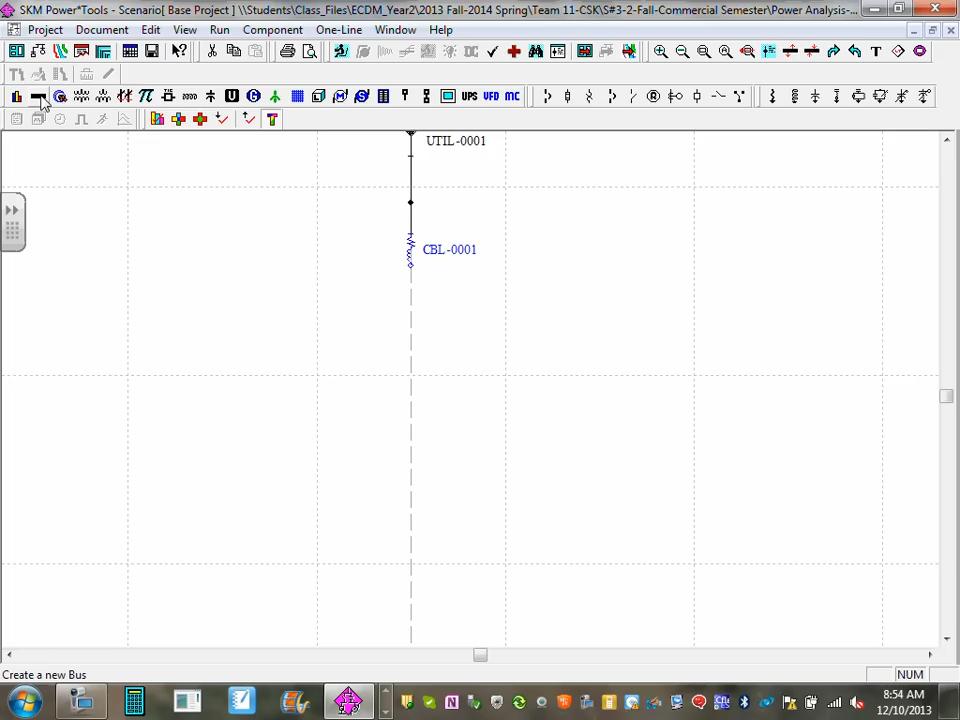 SKM Power*Tools - Scenario[ Base Project ] \\Students\Class_Files\ECDM_Year2\2013 Fall-2014 Spring\Team 11-CSK\S#3-2-Fall-Commercial Semester\Power Analysis-...
Project Document Edit View Run Component One-Line Window Help
DC T
UPS VFD MC
UTIL-0001
CBL-0001
Create a new Bus
NUM
8:54 AM
12/10/2013